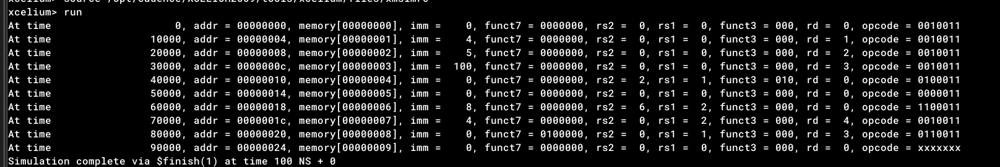 xcelium> source /opt/cadence/XCELIUM2009/tools/xcelium/files/xmsimrc
xcelium> run
At time                    0, addr = 00000000, memory[00000000], imm =    0, funct7 = 0000000, rs2 =  0, rs1 =  0, funct3 = 000, rd =  0, opcode = 0010011
At time                10000, addr = 00000004, memory[00000001], imm =    4, funct7 = 0000000, rs2 =  0, rs1 =  0, funct3 = 000, rd =  1, opcode = 0010011
At time                20000, addr = 00000008, memory[00000002], imm =    5, funct7 = 0000000, rs2 =  0, rs1 =  0, funct3 = 000, rd =  2, opcode = 0010011
At time                30000, addr = 0000000c, memory[00000003], imm =  100, funct7 = 0000000, rs2 =  0, rs1 =  0, funct3 = 000, rd =  3, opcode = 0010011
At time                40000, addr = 00000010, memory[00000004], imm =    0, funct7 = 0000000, rs2 =  2, rs1 =  1, funct3 = 010, rd =  0, opcode = 0100011
At time                50000, addr = 00000014, memory[00000005], imm =    0, funct7 = 0000000, rs2 =  0, rs1 =  0, funct3 = 000, rd =  0, opcode = 0000011
At time                60000, addr = 00000018, memory[00000006], imm =    8, funct7 = 0000000, rs2 =  6, rs1 =  2, funct3 = 000, rd =  0, opcode = 1100011
At time                70000, addr = 0000001c, memory[00000007], imm =    4, funct7 = 0000000, rs2 =  0, rs1 =  2, funct3 = 000, rd =  4, opcode = 0010011
At time                80000, addr = 00000020, memory[00000008], imm =    0, funct7 = 0100000, rs2 =  0, rs1 =  1, funct3 = 000, rd =  3, opcode = 0110011
At time                90000, addr = 00000024, memory[00000009], imm =    0, funct7 = 0000000, rs2 =  0, rs1 =  0, funct3 = 000, rd =  0, opcode = xxxxxxx
Simulation complete via $finish(1) at time 100 NS + 0